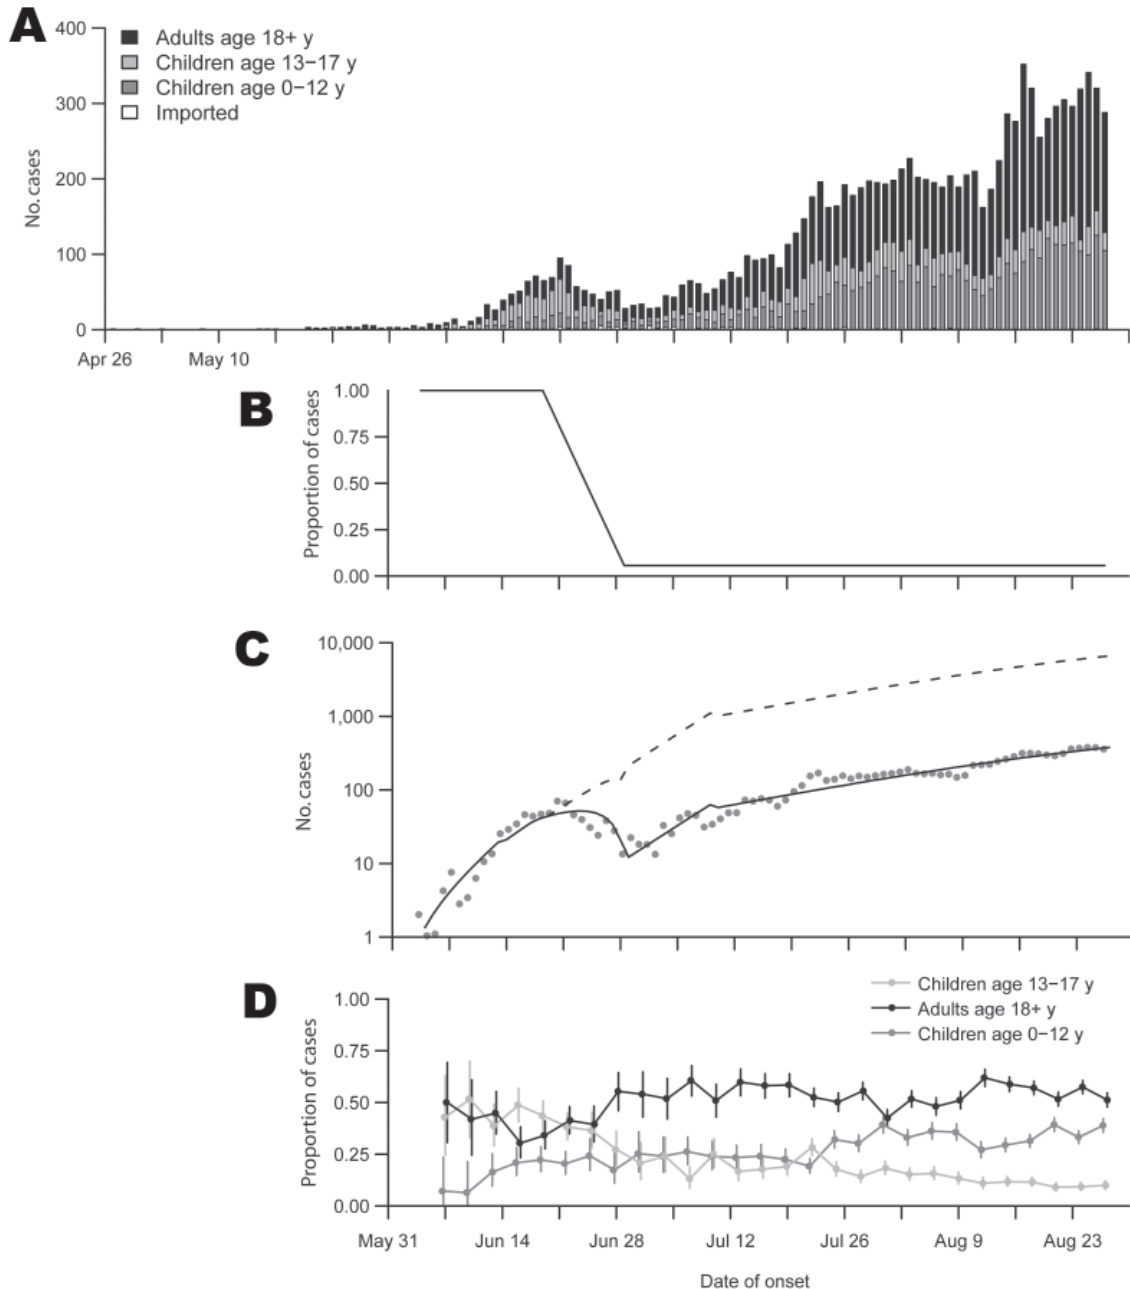 A
400
300
200
100
0
No. cases
Adults age 18+ y
Children age 13–17 y
Children age 0–12 y
Imported
Apr 26 May 10
B
1.00
0.75
0.50
0.25
0.00
Proportion of cases
C
10,000
1,000
100
10
1
No. cases
D
1.00
0.75
0.50
0.25
0.00
Proportion of cases
Children age 13–17 y
Adults age 18+ y
Children age 0–12 y
May 31 Jun 14 Jun 28 Jul 12 Jul 26 Aug 9 Aug 23
Date of onset